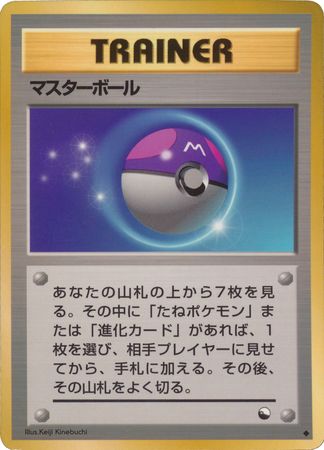 TRAINER
マスターボール
M
あなたの山札の上から7枚を見
る。その中に「たねポケモン」ま
たは「進化カード」があれば、1
枚を選び、相手プレイヤーに見せ
てから、手札に加える。その後、
その山札をよく切る。
Illus.Keiji Kinebuchi